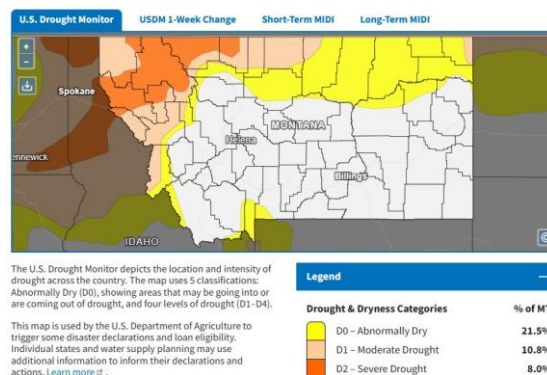 U.S. Drought Monitor
USDM 1-Week Change
Short-Term MIDI
Long-Term MIDI
+
−
Spokane
MONTANA
Helena
ennewick
Billings
IDAHO
The U.S. Drought Monitor depicts the location and intensity of
drought across the country. The map uses 5 classifications:
Abnormally Dry (D0), showing areas that may be going into or
are coming out of drought, and four levels of drought (D1–D4).
This map is used by the U.S. Department of Agriculture to
trigger some disaster declarations and loan eligibility.
Individual states and water supply planning may use
additional information to inform their declarations and
actions. Learn more .
Legend
Drought & Dryness Categories % of MT
D0 – Abnormally Dry 21.5%
D1 – Moderate Drought 10.8%
D2 – Severe Drought 8.0%